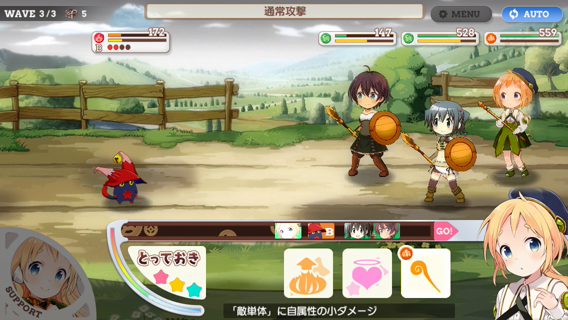 WAVE 3/3 5
通常攻撃
MENU
AUTO
172
B
147
528
559
B
GO!
とっておき
SUPPORT
「敵単体」に自属性の小ダメージ